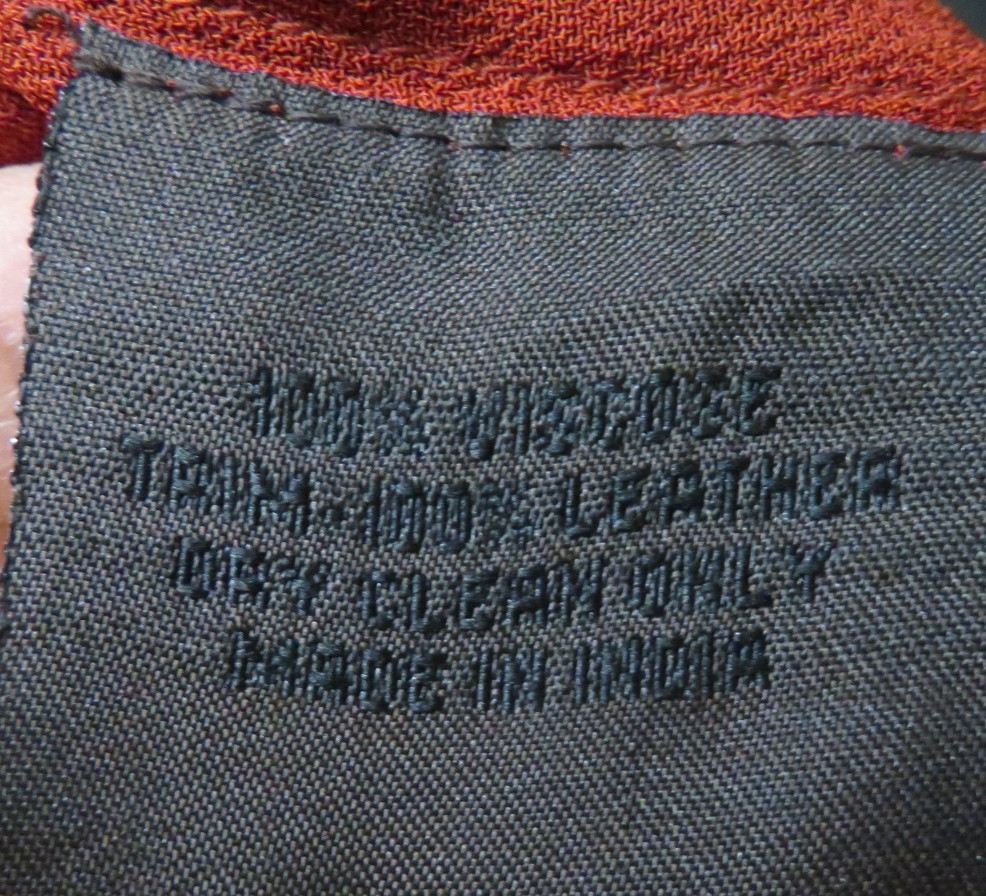 100% VISCOSE
TRIM-100% LEATHER
DRY CLEAN ONLY
MADE IN INDIA